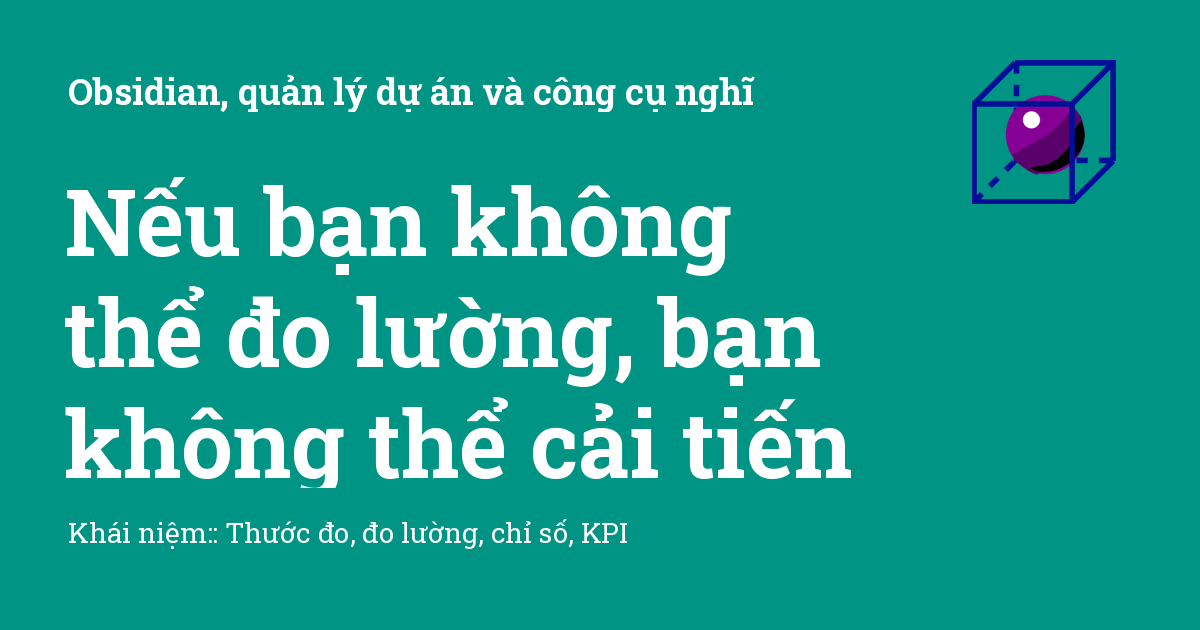 Obsidian, quản lý dự án và công cụ nghĩ
Nếu bạn không
thể đo lường, bạn
không thể cải tiến
Khái niệm:: Thước đo, đo lường, chỉ số, KPI